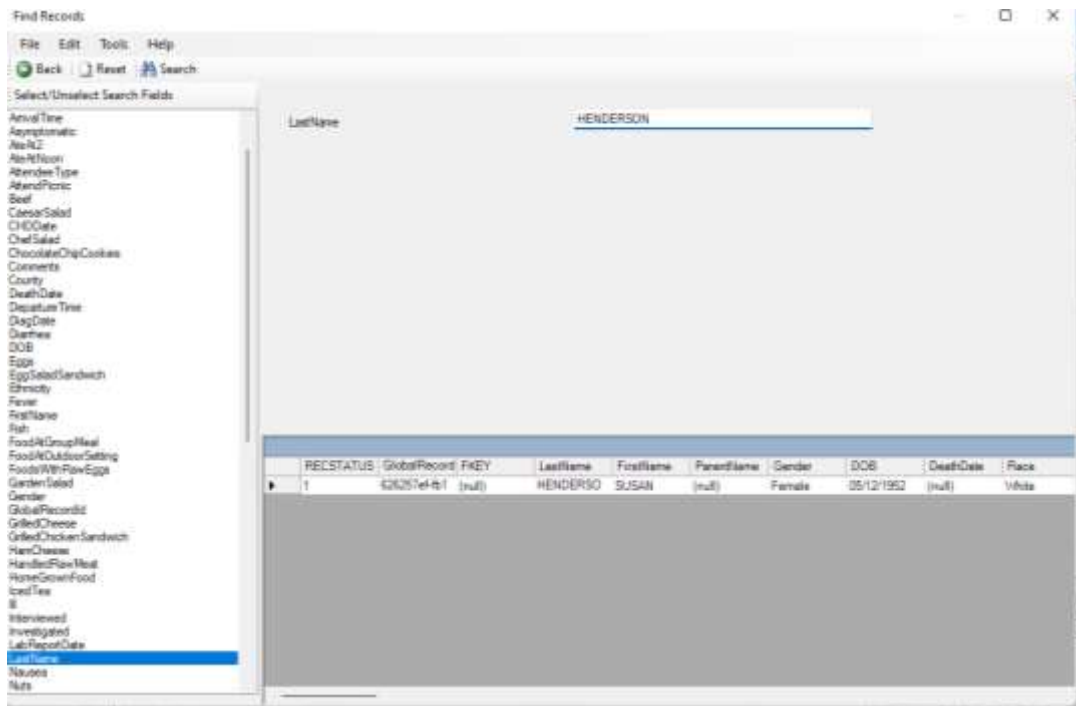 Find Records
File Edit Tools Help
Back Reset Search
Select/Unselect Search Fields
ArrivalTime
Asymptomatic
AteAt2
AteAtNoon
AttendeeType
AttendPicnic
Beef
CaesarSalad
CHDDate
ChefSalad
ChocolateChipCookies
Comments
County
DeathDate
DepartureTime
DiagDate
Diarrhea
DOB
Eggs
EggSaladSandwich
Ethnicity
Fever
FirstName
Fish
FoodAtGroupMeal
FoodAtOutdoorSetting
FoodsWithRawEggs
GardenSalad
Gender
GlobalRecordId
GrilledCheese
GrilledChickenSandwich
HamCheese
HandledRawMeat
HomeGrownFood
IcedTea
Ill
Interviewed
Investigated
LabReportDate
LastName
Nausea
Nuts
LastName HENDERSON
RECSTATUS GlobalRecord FKEY LastName FirstName ParentName Gender DOB DeathDate Race
1 (null) HENDERSO SUSAN (null) Female 05/12/1952 (null) White